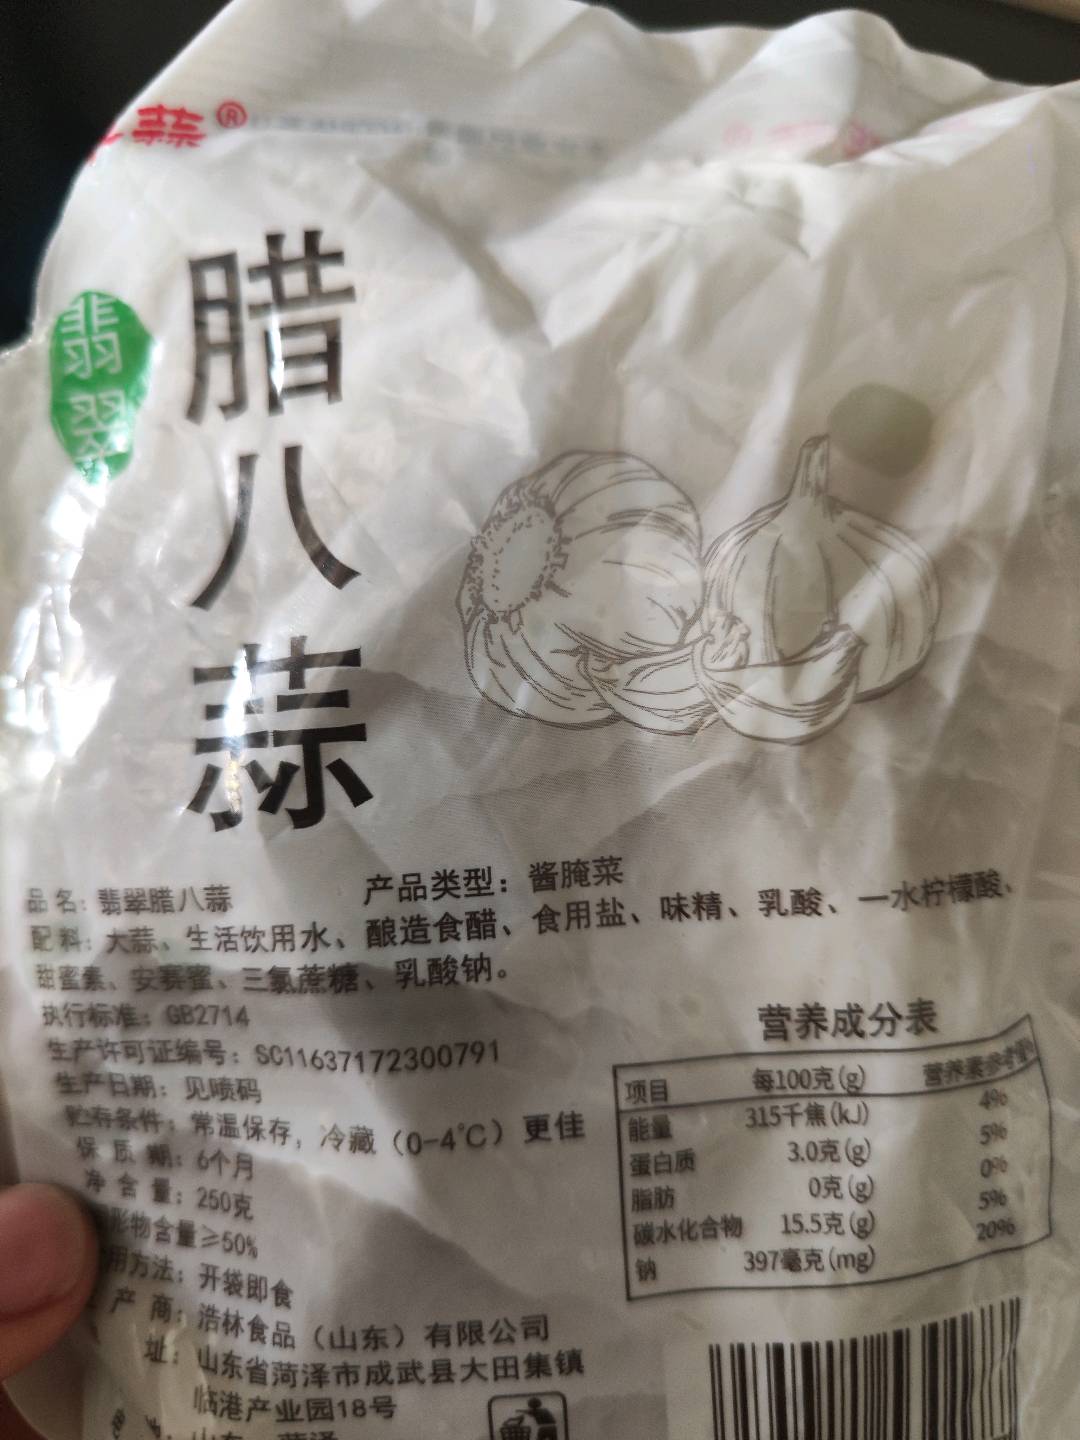 蒜®
翡翠
腊八蒜
品名：翡翠腊八蒜
产品类型：酱腌菜
配料：大蒜、生活饮用水、酿造食醋、食用盐、味精、乳酸、一水柠檬酸、
甜蜜素、安赛蜜、三氯蔗糖、乳酸钠。
执行标准：GB2714
生产许可证编号：SC11637172300791
生产日期：见喷码
贮存条件：常温保存，冷藏（0-4℃）更佳
保质期：6个月
净含量：250克
形物含量≥50%
用方法：开袋即食
产商：浩林食品（山东）有限公司
址：山东省菏泽市成武县大田集镇
临港产业园18号
山东
营养成分表
项目 每100克(g) 营养素参考值%
能量 315千焦(kJ) 4%
蛋白质 3.0克(g) 5%
脂肪 0克(g) 0%
碳水化合物 15.5克(g) 5%
钠 397毫克(mg) 20%